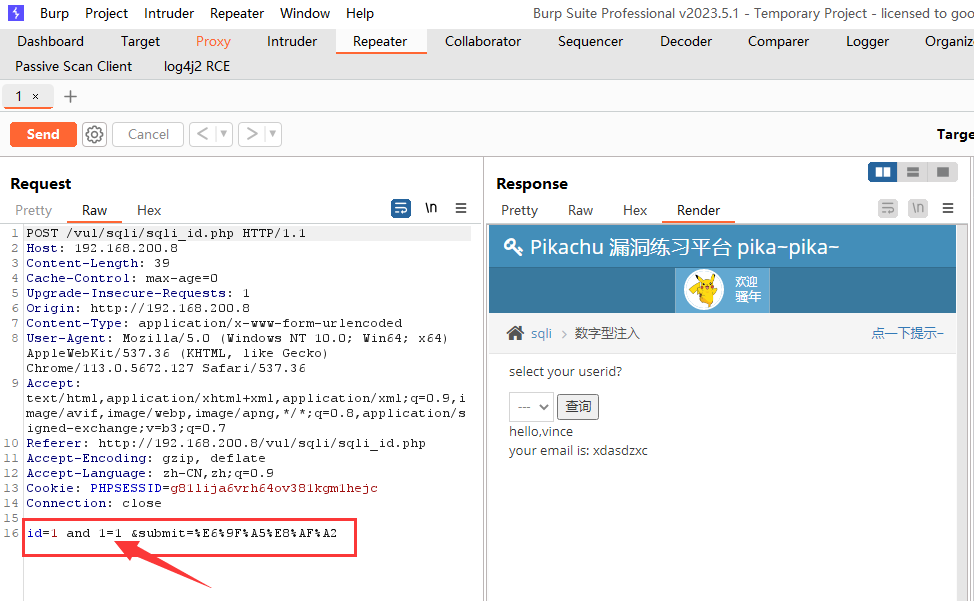 Burp Project Intruder Repeater Window Help Burp Suite Professional v2023.5.1 - Temporary Project - licensed to goo
Dashboard Target Proxy Intruder Repeater Collaborator Sequencer Decoder Comparer Logger Organiz
Passive Scan Client log4j2 RCE
1 × +
Send Cancel < > Targe
Request
Pretty Raw Hex \n
1 POST /vul/sqli/sqli_id.php HTTP/1.1
2 Host: 192.168.200.8
3 Content-Length: 39
4 Cache-Control: max-age=0
5 Upgrade-Insecure-Requests: 1
6 Origin: http://192.168.200.8
7 Content-Type: application/x-www-form-urlencoded
8 User-Agent: Mozilla/5.0 (Windows NT 10.0; Win64; x64)
AppleWebKit/537.36 (KHTML, like Gecko)
Chrome/113.0.5672.127 Safari/537.36
9 Accept:
text/html,application/xhtml+xml,application/xml;q=0.9,i
mage/avif,image/webp,image/apng,*/*;q=0.8,application/s
igned-exchange;v=b3;q=0.7
10 Referer: http://192.168.200.8/vul/sqli/sqli_id.php
11 Accept-Encoding: gzip, deflate
12 Accept-Language: zh-CN,zh;q=0.9
13 Cookie: PHPSESSID=g81lija6vrh64ov381kgm1hejc
14 Connection: close
15
16 id=1 and 1=1 &submit=%E6%9F%A5%E8%AF%A2
Response
Pretty Raw Hex Render \n
Pikachu 漏洞练习平台 pika~pika~
欢迎
骚年
sqli > 数字型注入 点一下提示~
select your userid?
--- 查询
hello,vince
your email is: xdasdzxc